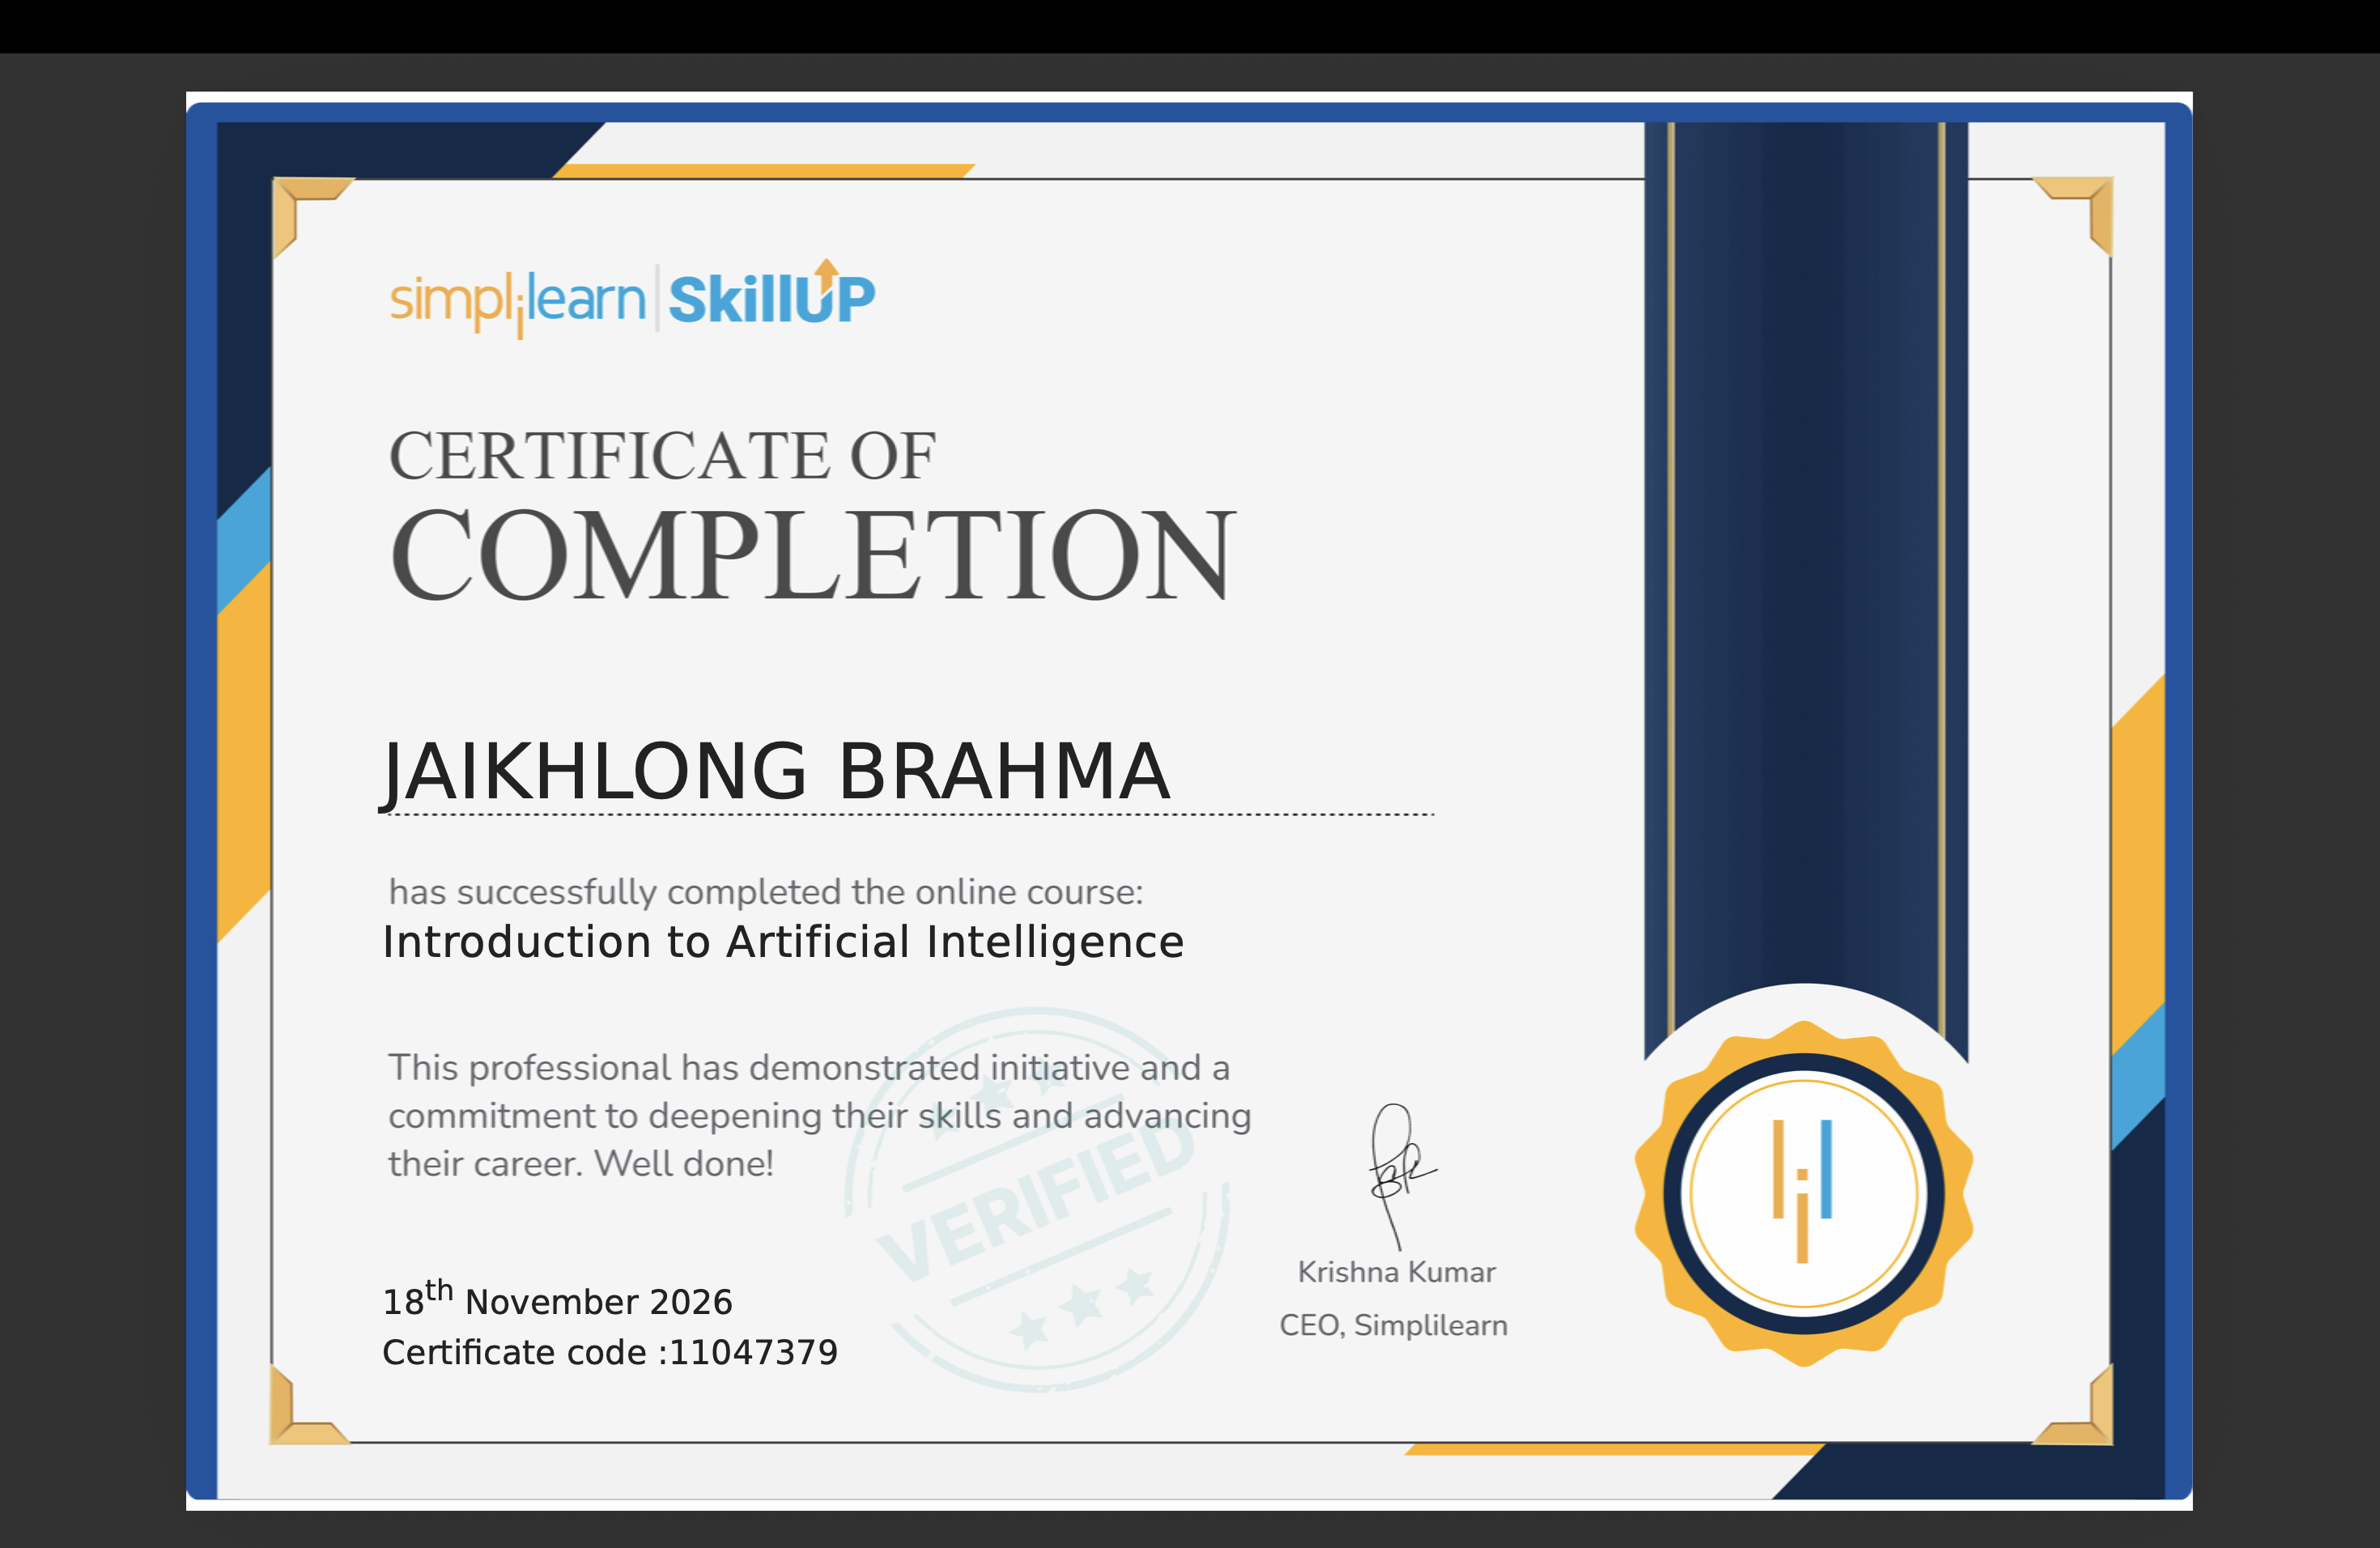 simplilearn | SkillUP
CERTIFICATE OF
COMPLETION
JAIKHLONG BRAHMA
has successfully completed the online course:
Introduction to Artificial Intelligence
This professional has demonstrated initiative and a
commitment to deepening their skills and advancing
their career. Well done!
VERIFIED
18th November 2026
Certificate code :11047379
Krishna Kumar
CEO, Simplilearn